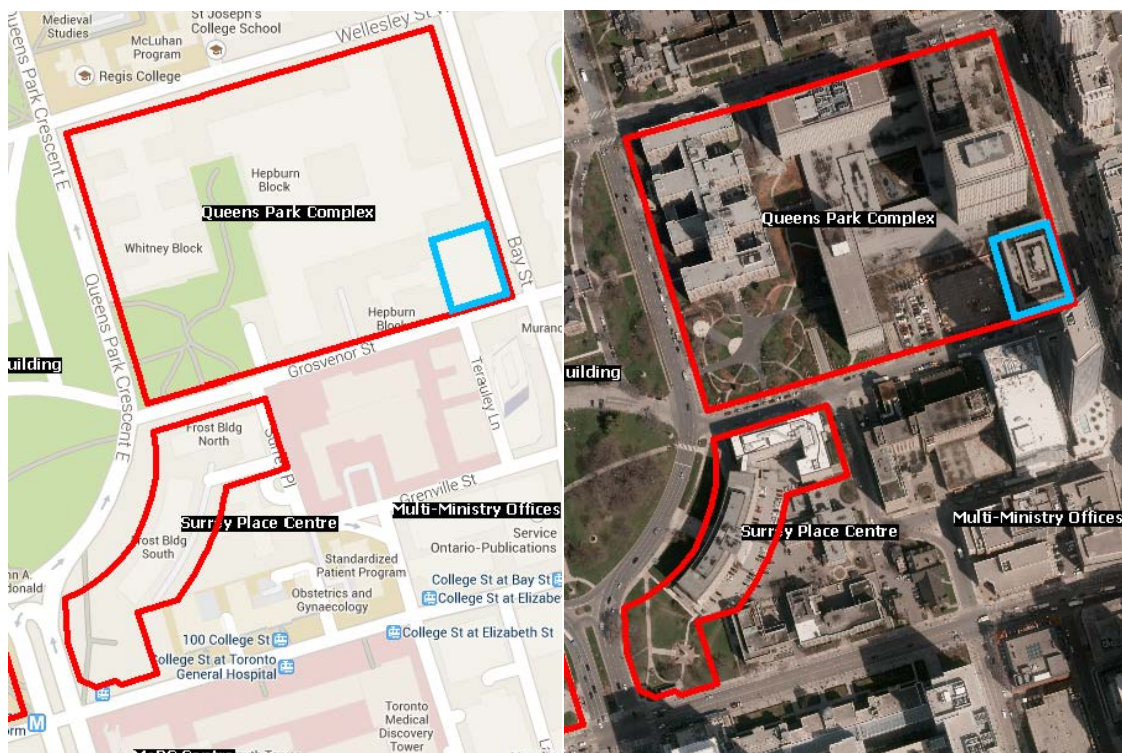 Medieval
Studies
St Joseph's
College School
McLuhan
Program
Regis College
Wellesley St W
Queens Park Crescent E
Hepburn
Block
Queens Park Complex
Whitney Block
Bay St
Hepburn
Block
Grosvenor St
uilding
Queens Park Crescent E
Terauley Ln
Frost Bldg
North
Surrey Pl
Grenville St
Multi-Ministry Offices
Surrey Place Centre
Frost Bldg
South
Service
Ontario-Publications
Standardized
Patient Program
Obstetrics and
Gynaecology
College St at Bay St
College St at Elizabe
100 College St
College St at Elizabeth St
College St at Toronto
General Hospital
Toronto
Medical
Discovery
Tower
M
Queens Park Complex
uilding
Multi-Ministry Offices
Surrey Place Centre